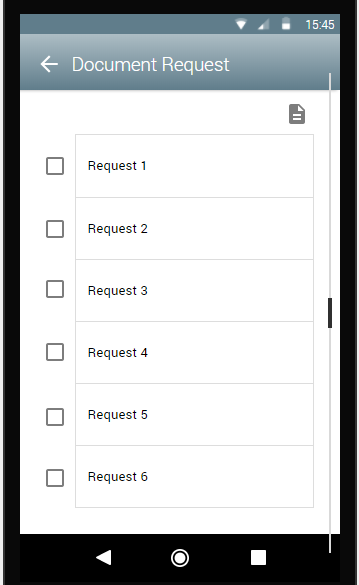 15:45
Document Request
Request 1
Request 2
Request 3
Request 4
Request 5
Request 6